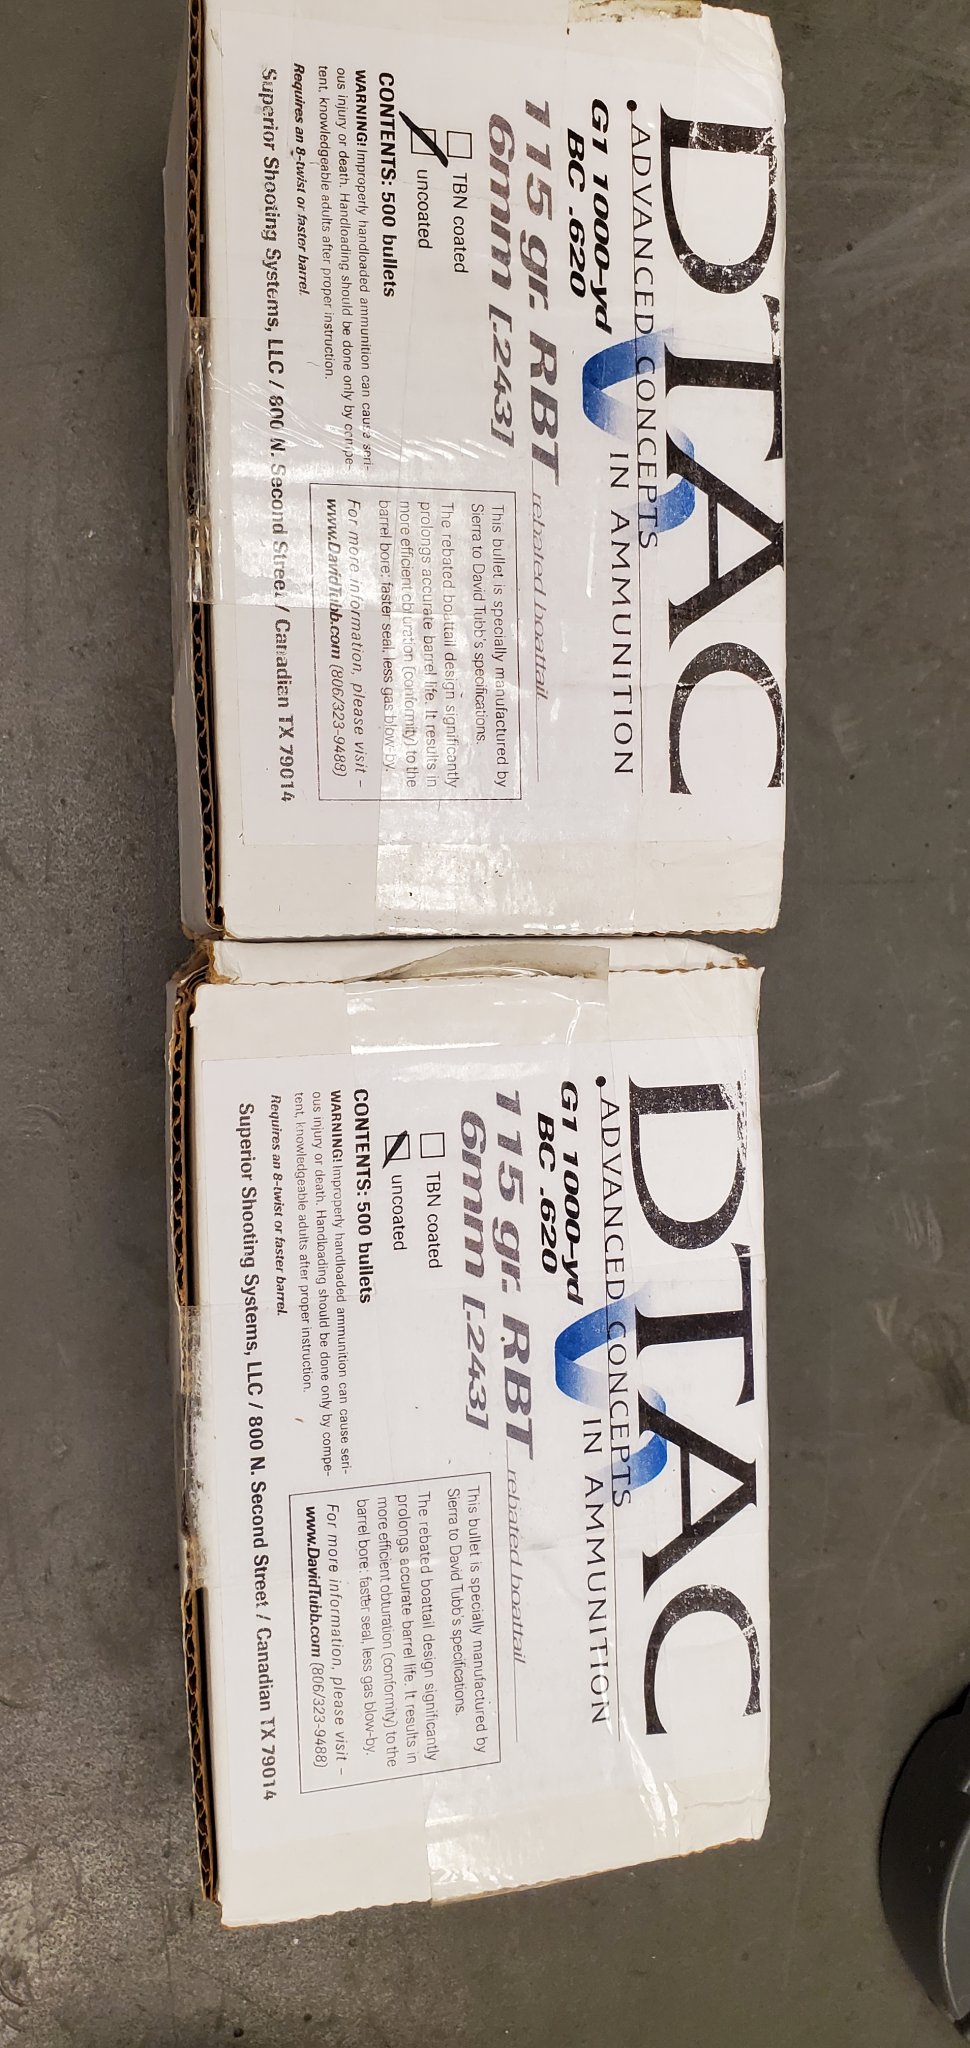 DTAC
ADVANCED CONCEPTS
IN AMMUNITION
G1 1000-yd
BC .620
115 gr. RBT rebated boattail
6mm [.243]
TBN coated
uncoated
CONTENTS: 500 bullets
WARNING! Improperly handloaded ammunition can cause seri-
ous injury or death. Handloading should be done only by compe-
tent, knowledgeable adults after proper instruction.
Requires an 8-twist or faster barrel.
This bullet is specially manufactured by
Sierra to David Tubb's specifications.
The rebated boattail design significantly
prolongs accurate barrel life. It results in
more efficient obturation (conformity) to the
barrel bore: faster seal, less gas blow-by.
For more information, please visit –
www.DavidTubb.com (806/323-9488)
Superior Shooting Systems, LLC / 800 N. Second Street / Canadian TX 79014
DTAC
ADVANCED CONCEPTS
IN AMMUNITION
G1 1000-yd
BC .620
115 gr. RBT rebated boattail
6mm [.243]
TBN coated
uncoated
CONTENTS: 500 bullets
WARNING! Improperly handloaded ammunition can cause seri-
ous injury or death. Handloading should be done only by compe-
tent, knowledgeable adults after proper instruction.
Requires an 8-twist or faster barrel.
This bullet is specially manufactured by
Sierra to David Tubb's specifications.
The rebated boattail design significantly
prolongs accurate barrel life. It results in
more efficient obturation (conformity) to the
barrel bore: faster seal, less gas blow-by.
For more information, please visit –
www.DavidTubb.com (806/323-9488)
Superior Shooting Systems, LLC / 800 N. Second Street / Canadian TX 79014